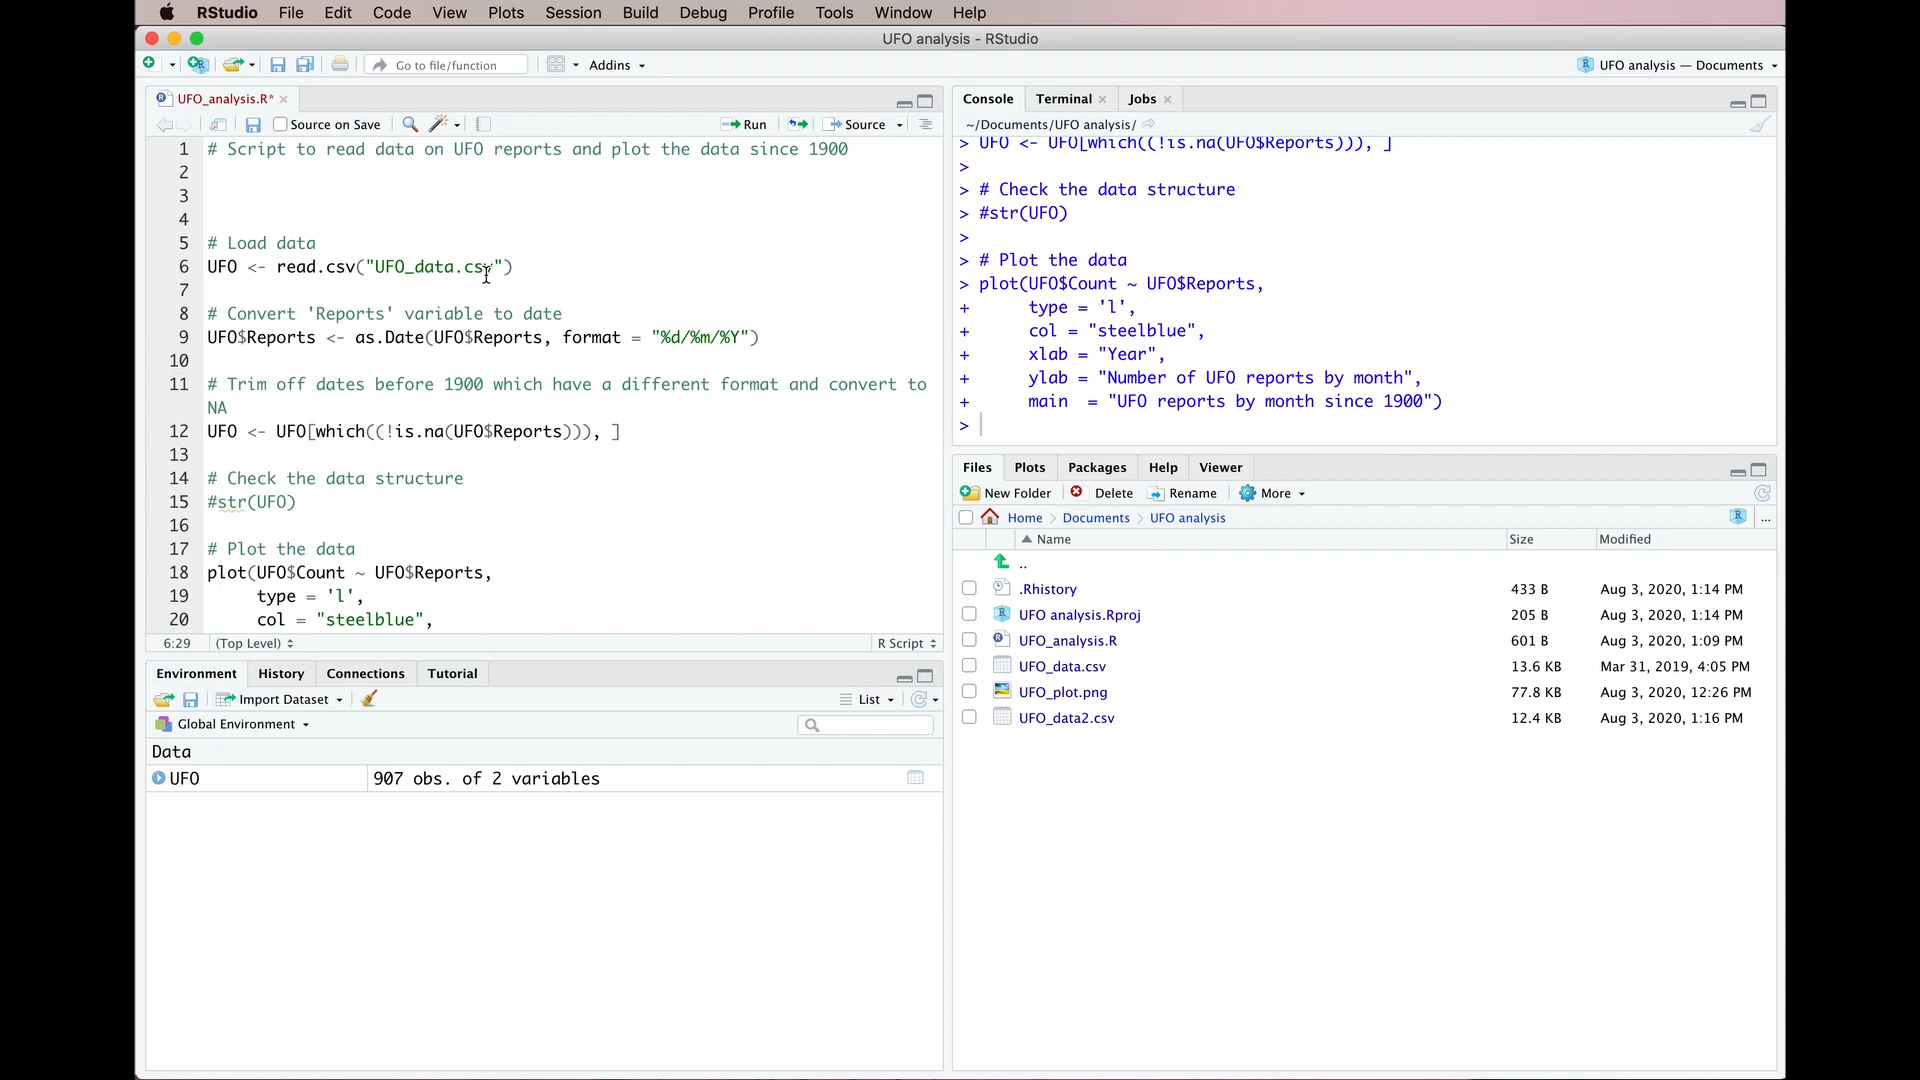 RStudio File Edit Code View Plots Session Build Debug Profile Tools Window Help
UFO analysis - RStudio
Go to file/function Addins UFO analysis — Documents
UFO_analysis.R*
Source on Save Run Source
1 # Script to read data on UFO reports and plot the data since 1900
2
3
4
5 # Load data
6 UFO <- read.csv("UFO_data.csv")
7
8 # Convert 'Reports' variable to date
9 UFO$Reports <- as.Date(UFO$Reports, format = "%d/%m/%Y")
10
11 # Trim off dates before 1900 which have a different format and convert to
NA
12 UFO <- UFO[which((!is.na(UFO$Reports))), ]
13
14 # Check the data structure
15 #str(UFO)
16
17 # Plot the data
18 plot(UFO$Count ~ UFO$Reports,
19 type = 'l',
20 col = "steelblue",
6:29 (Top Level) R Script
Environment History Connections Tutorial
Import Dataset List
Global Environment
Data
UFO 907 obs. of 2 variables
Console Terminal Jobs
~/Documents/UFO analysis/
> UFO <- UFO[which((!is.na(UFO$Reports))), ]
>
> # Check the data structure
> #str(UFO)
>
> # Plot the data
> plot(UFO$Count ~ UFO$Reports,
+ type = 'l',
+ col = "steelblue",
+ xlab = "Year",
+ ylab = "Number of UFO reports by month",
+ main = "UFO reports by month since 1900")
>
Files Plots Packages Help Viewer
New Folder Delete Rename More
Home > Documents > UFO analysis R ...
Name Size Modified
..
.Rhistory 433 B Aug 3, 2020, 1:14 PM
UFO analysis.Rproj 205 B Aug 3, 2020, 1:14 PM
UFO_analysis.R 601 B Aug 3, 2020, 1:09 PM
UFO_data.csv 13.6 KB Mar 31, 2019, 4:05 PM
UFO_plot.png 77.8 KB Aug 3, 2020, 12:26 PM
UFO_data2.csv 12.4 KB Aug 3, 2020, 1:16 PM